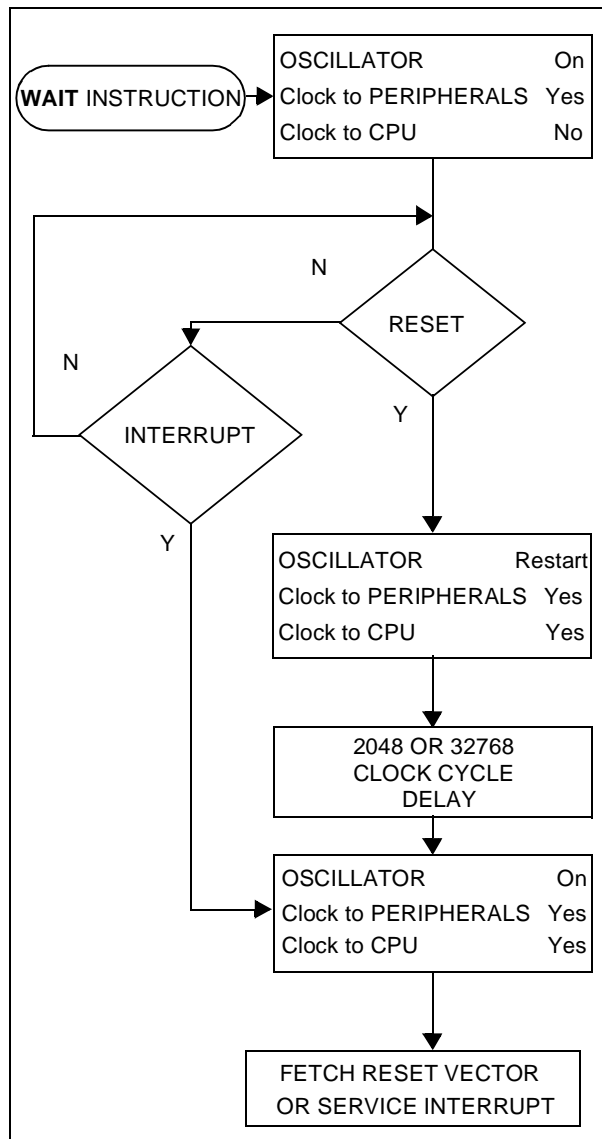 WAIT INSTRUCTION
OSCILLATOR On
Clock to PERIPHERALS Yes
Clock to CPU No
N
RESET
N
INTERRUPT
Y
Y
OSCILLATOR Restart
Clock to PERIPHERALS Yes
Clock to CPU Yes
2048 OR 32768
CLOCK CYCLE
DELAY
OSCILLATOR On
Clock to PERIPHERALS Yes
Clock to CPU Yes
FETCH RESET VECTOR
OR SERVICE INTERRUPT